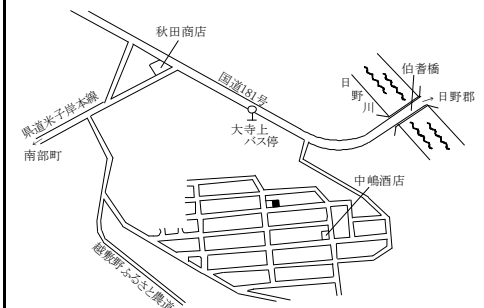 秋田商店
国道181号
伯耆橋
日野川
日野郡
県道米子岸本線
南部町
大寺上
バス停
中嶋酒店
越敷野ふるさと農道